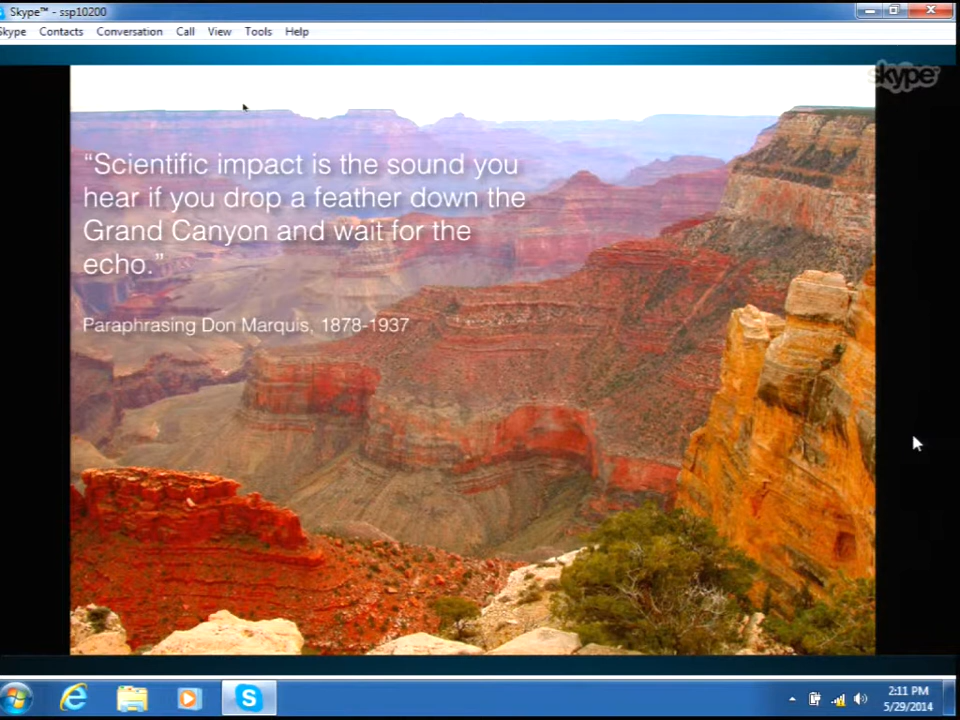 Skype™ - ssp10200
Skype Contacts Conversation Call View Tools Help
skype
“Scientific impact is the sound you
hear if you drop a feather down the
Grand Canyon and wait for the
echo.”
Paraphrasing Don Marquis, 1878-1937
2:11 PM
5/29/2014